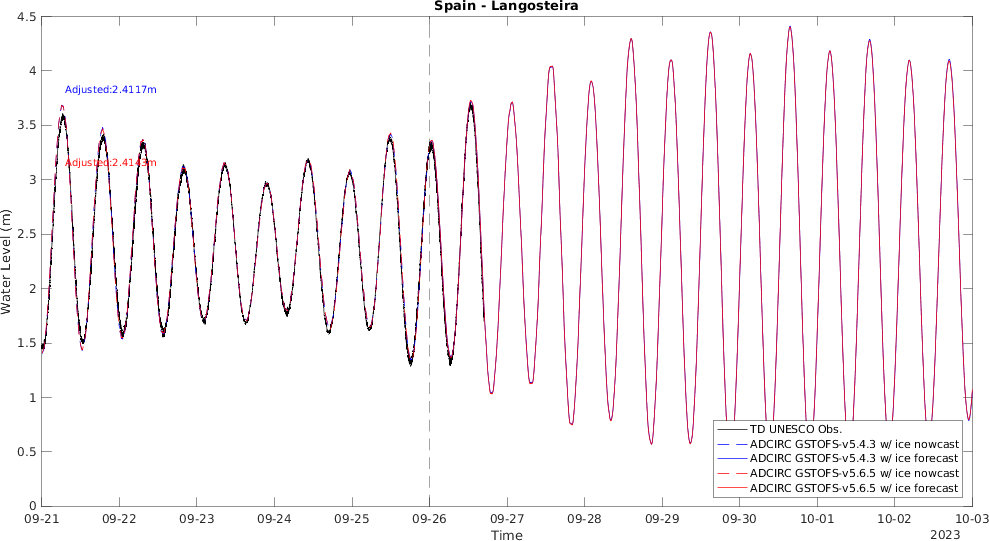 Spain - Langosteira
4.5
4
3.5
3
2.5
2
1.5
1
0.5
0
Water Level (m)
Adjusted:2.4117m
Adjusted:2.4143m
TD UNESCO Obs.
ADCIRC GSTOFS-v5.4.3 w/ ice nowcast
ADCIRC GSTOFS-v5.4.3 w/ ice forecast
ADCIRC GSTOFS-v5.6.5 w/ ice nowcast
ADCIRC GSTOFS-v5.6.5 w/ ice forecast
09-21 09-22 09-23 09-24 09-25 09-26 09-27 09-28 09-29 09-30 10-01 10-02 10-03
Time
2023